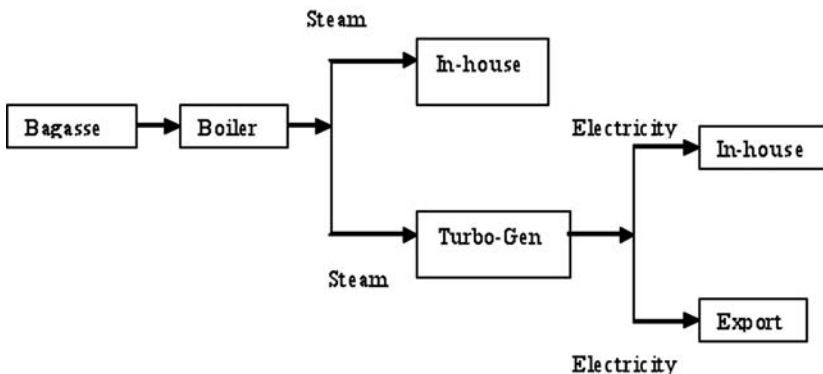 Steam
In-house
Bagasse
Boiler
Electricity
In-house
Turbo-Gen
Steam
Export
Electricity